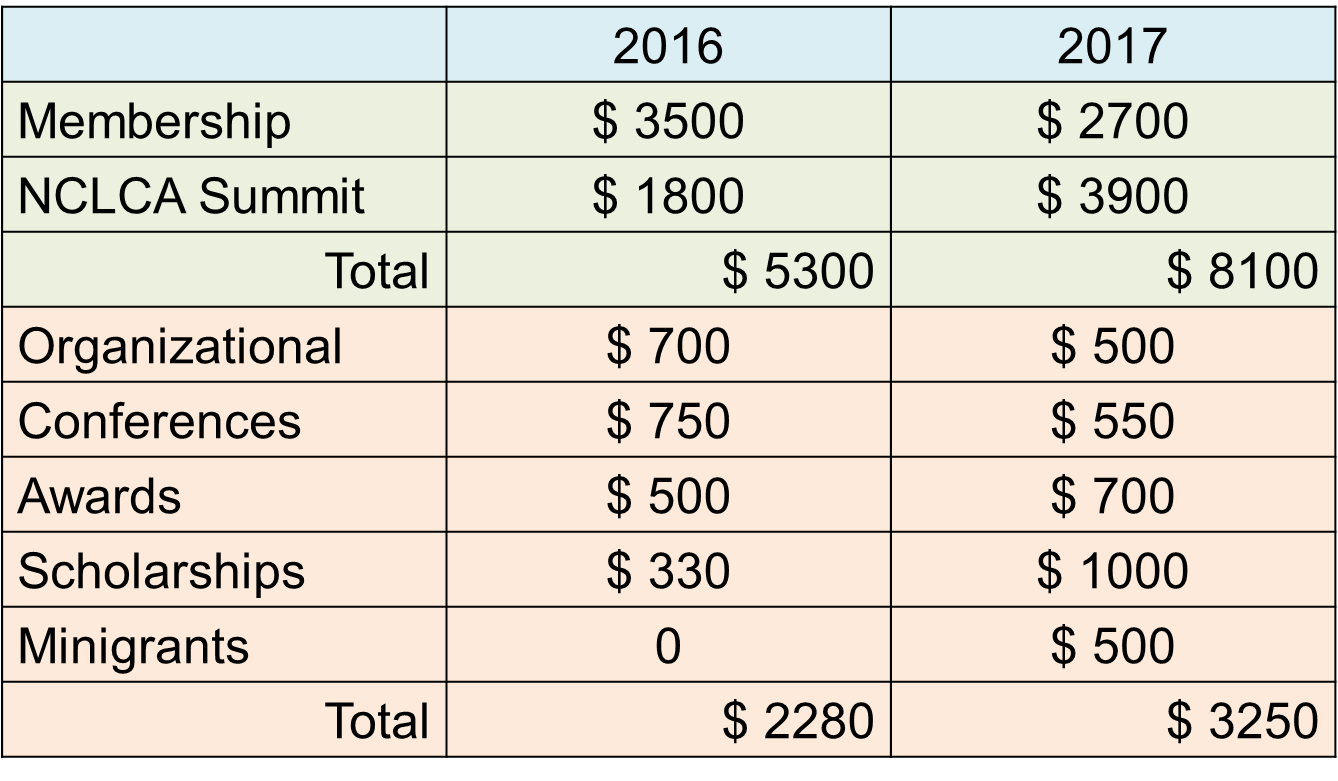 2016 2017
Membership $ 3500 $ 2700
NCLCA Summit $ 1800 $ 3900
Total $ 5300 $ 8100
Organizational $ 700 $ 500
Conferences $ 750 $ 550
Awards $ 500 $ 700
Scholarships $ 330 $ 1000
Minigrants 0 $ 500
Total $ 2280 $ 3250